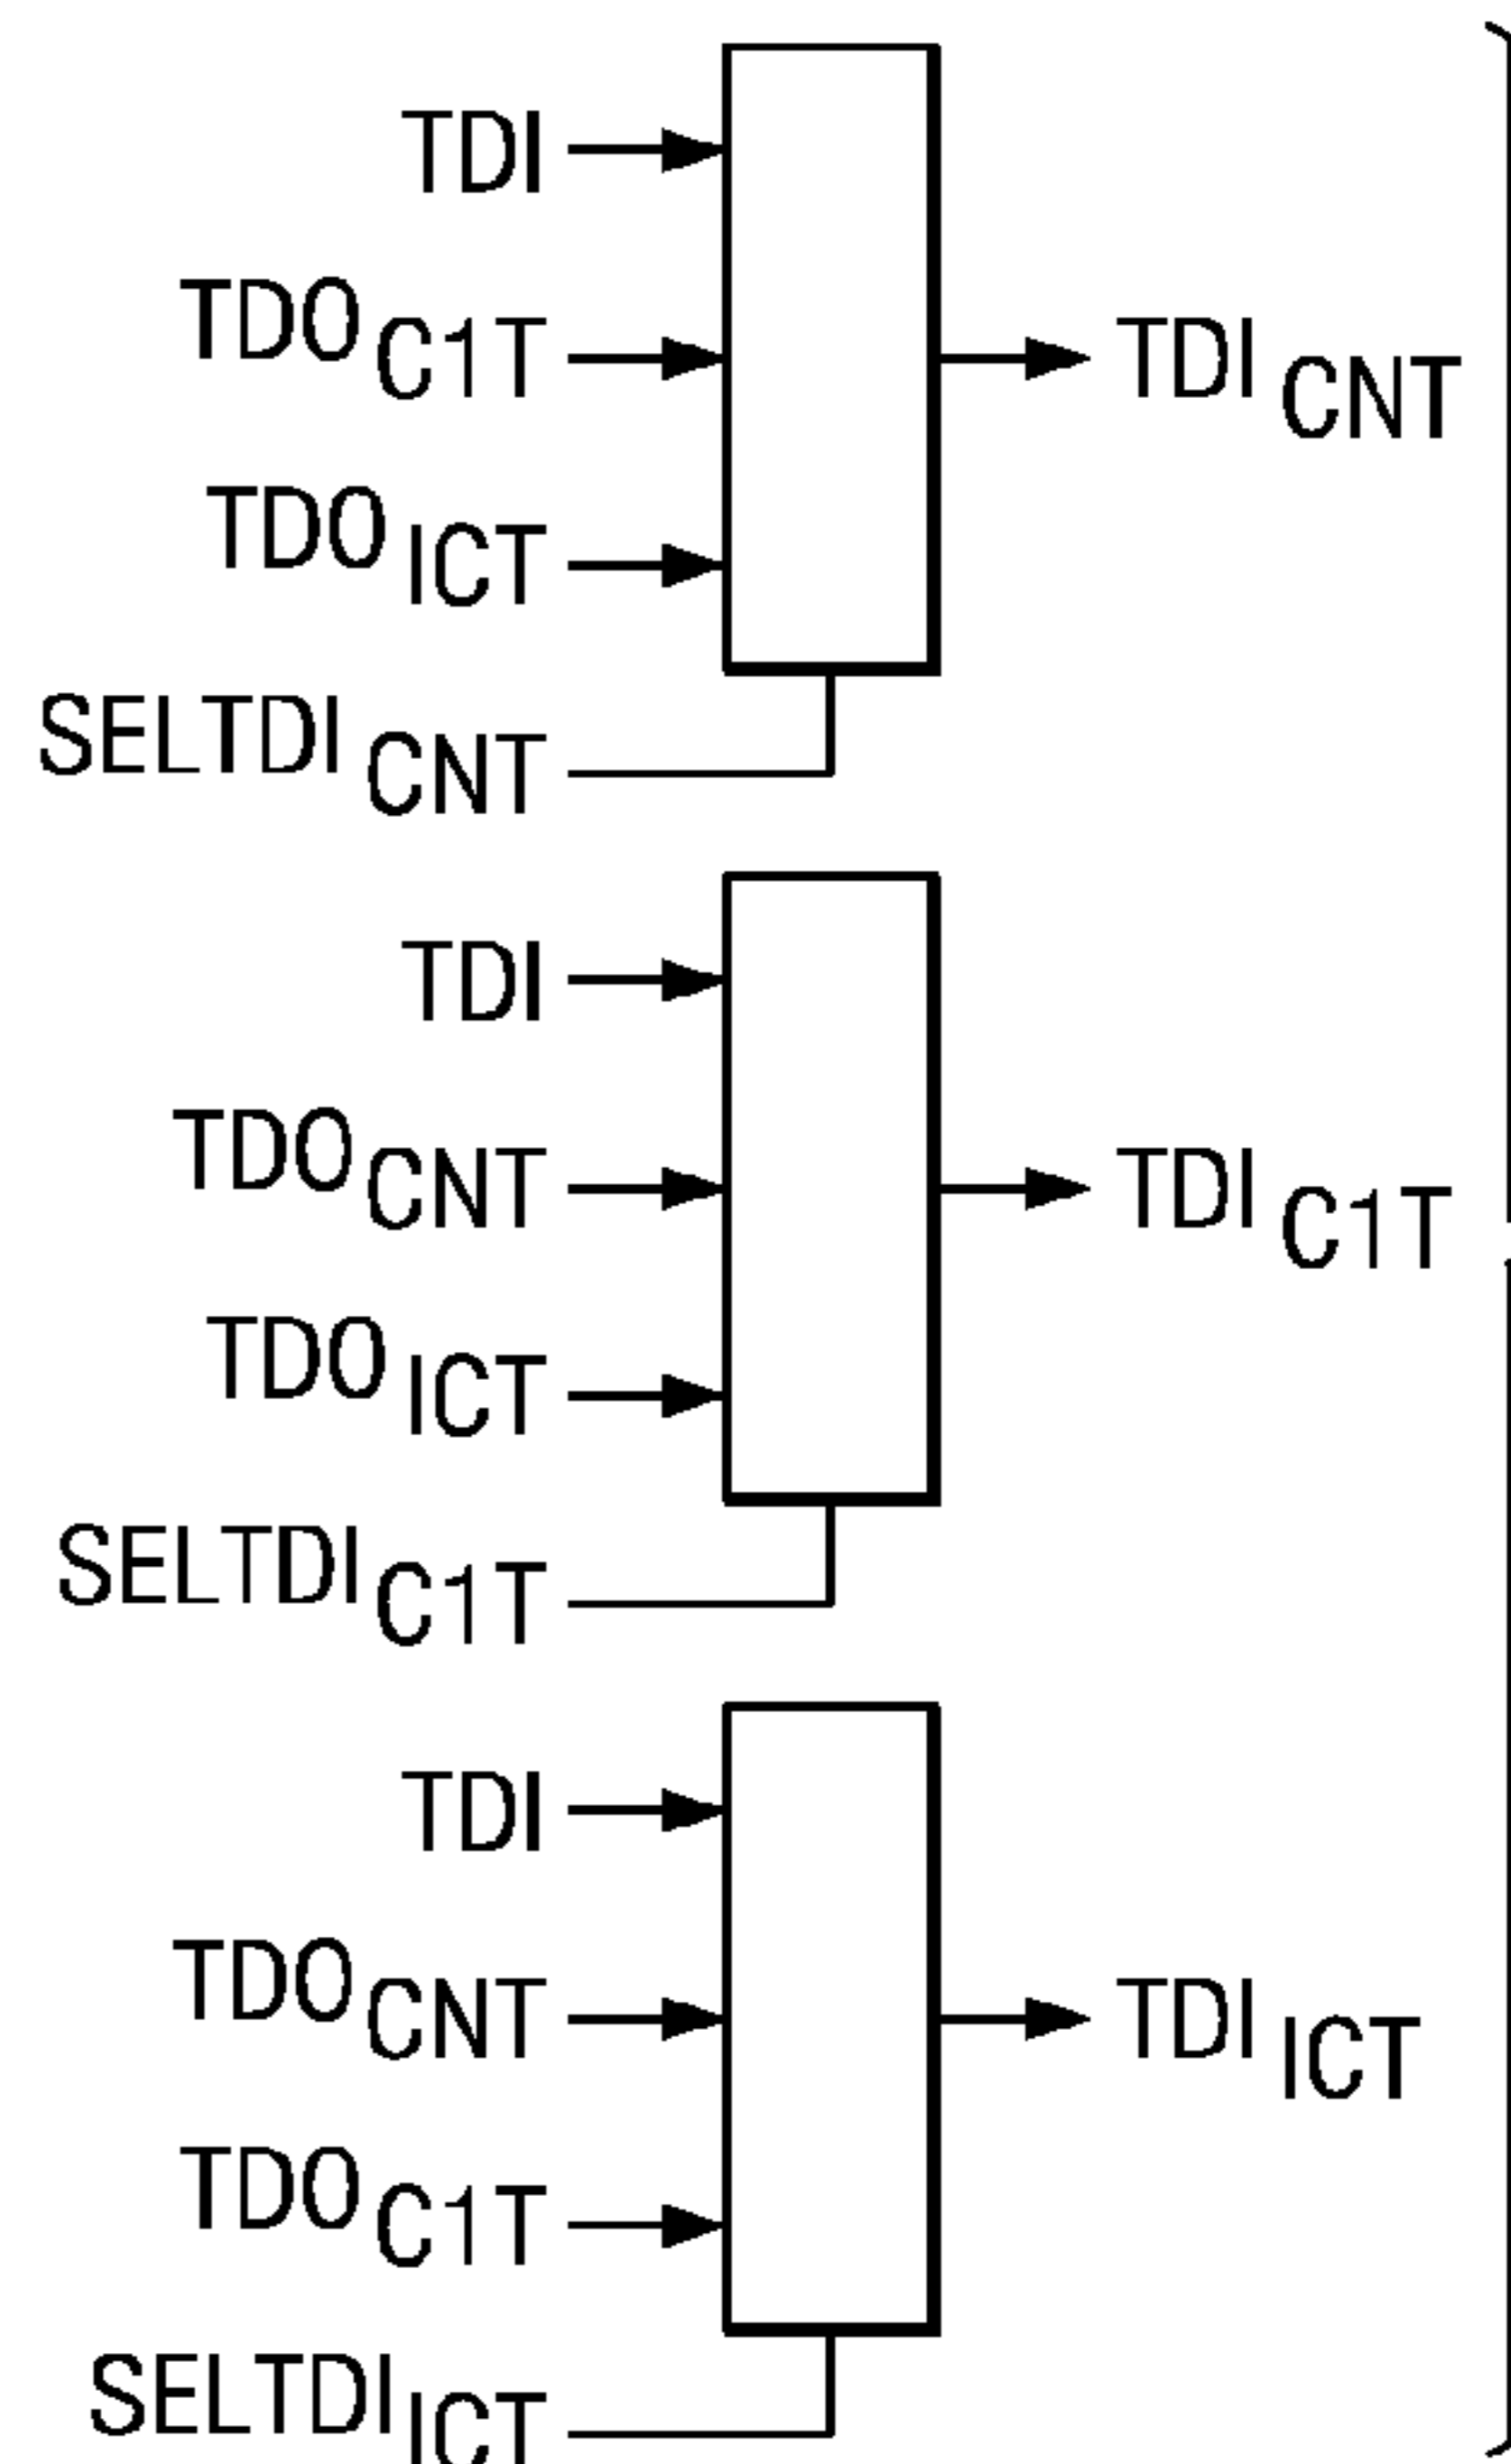 TDI
TDO C1T
TDI CNT
TDO ICT
SELTDI CNT
TDI
TDO CNT
TDI C1T
TDO ICT
SELTDI C1T
TDI
TDO CNT
TDI ICT
TDO C1T
SELTDI ICT